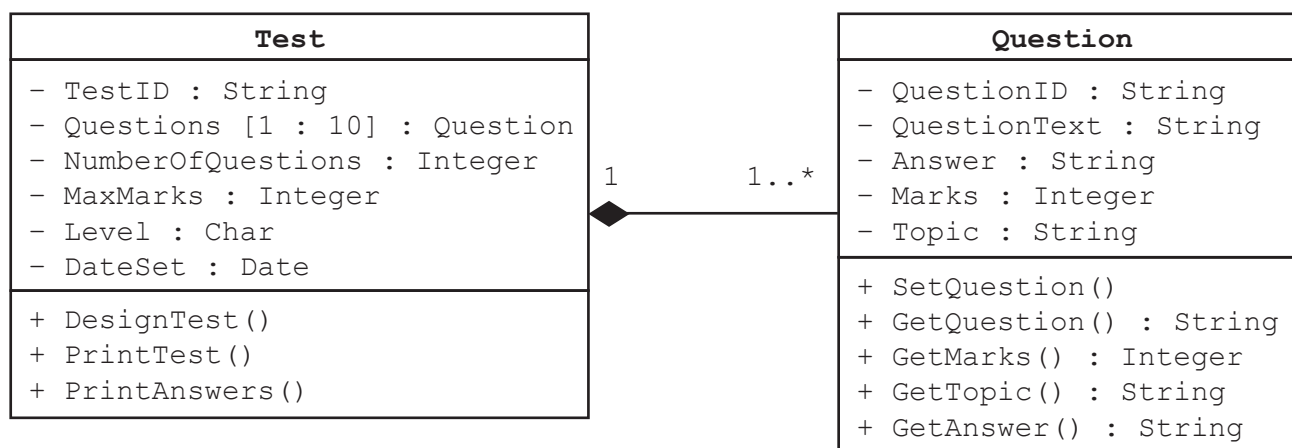 Test
– TestID : String
– Questions [1 : 10] : Question
– NumberOfQuestions : Integer
– MaxMarks : Integer
– Level : Char
– DateSet : Date
+ DesignTest()
+ PrintTest()
+ PrintAnswers()
1
1..*
Question
– QuestionID : String
– QuestionText : String
– Answer : String
– Marks : Integer
– Topic : String
+ SetQuestion()
+ GetQuestion() : String
+ GetMarks() : Integer
+ GetTopic() : String
+ GetAnswer() : String